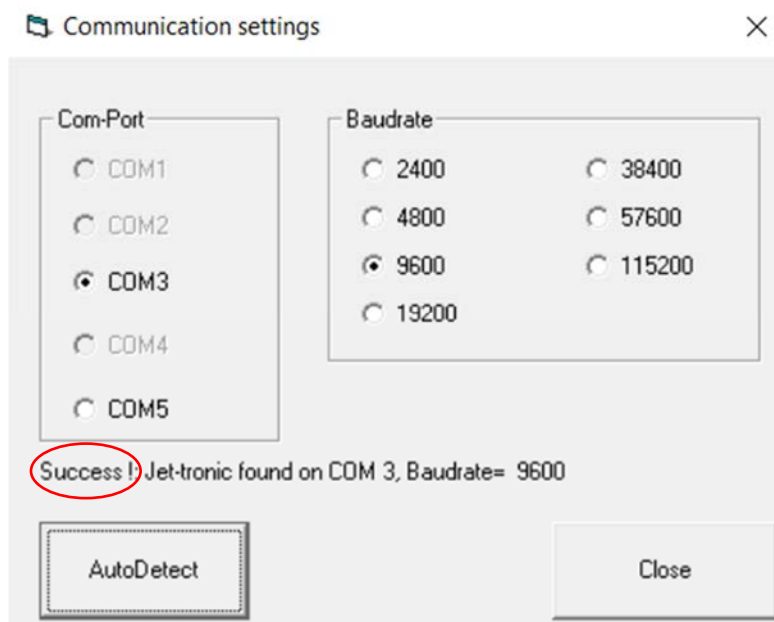 Communication settings
Com-Port
COM1
COM2
COM3
COM4
COM5
Baudrate
2400
4800
9600
19200
38400
57600
115200
Success !; Jet-tronic found on COM 3, Baudrate= 9600
AutoDetect
Close